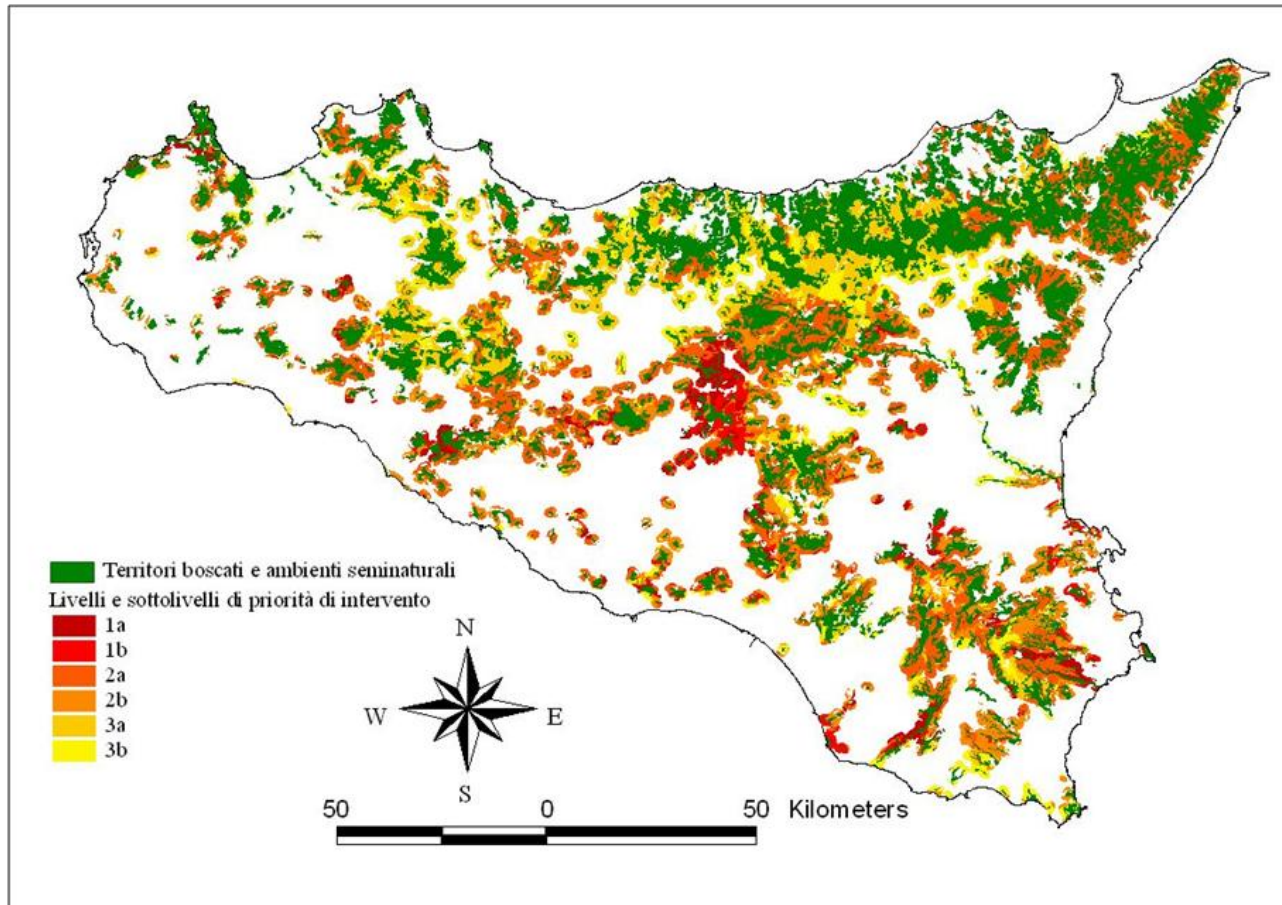 Territori boscati e ambienti seminaturali
Livelli e sottolivelli di priorità di intervento
1a
1b
2a
2b
3a
3b
N
W
E
S
50 0 50 Kilometers